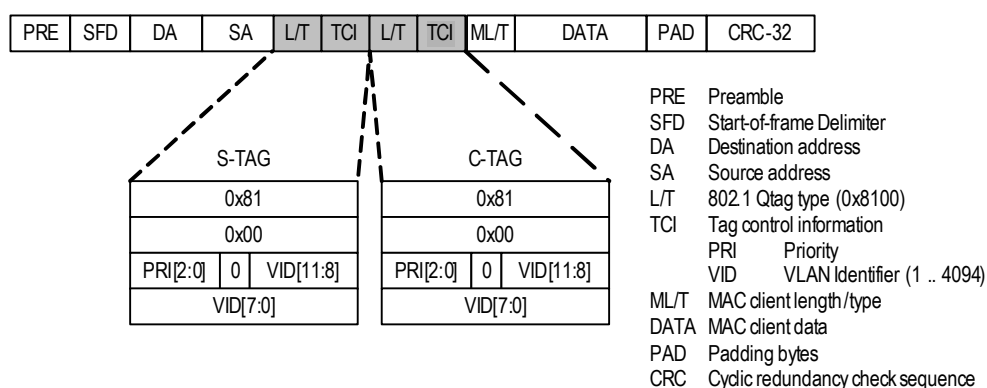 PRE SFD DA SA L/T TCI L/T TCI ML/T DATA PAD CRC-32
S-TAG
0x81
0x00
PRI[2:0] 0 VID[11:8]
VID[7:0]
C-TAG
0x81
0x00
PRI[2:0] 0 VID[11:8]
VID[7:0]
PRE Preamble
SFD Start-of-frame Delimiter
DA Destination address
SA Source address
L/T 802.1 Qtag type (0x8100)
TCI Tag control information
PRI Priority
VID VLAN Identifier (1 .. 4094)
ML/T MAC client length/type
DATA MAC client data
PAD Padding bytes
CRC Cyclic redundancy check sequence